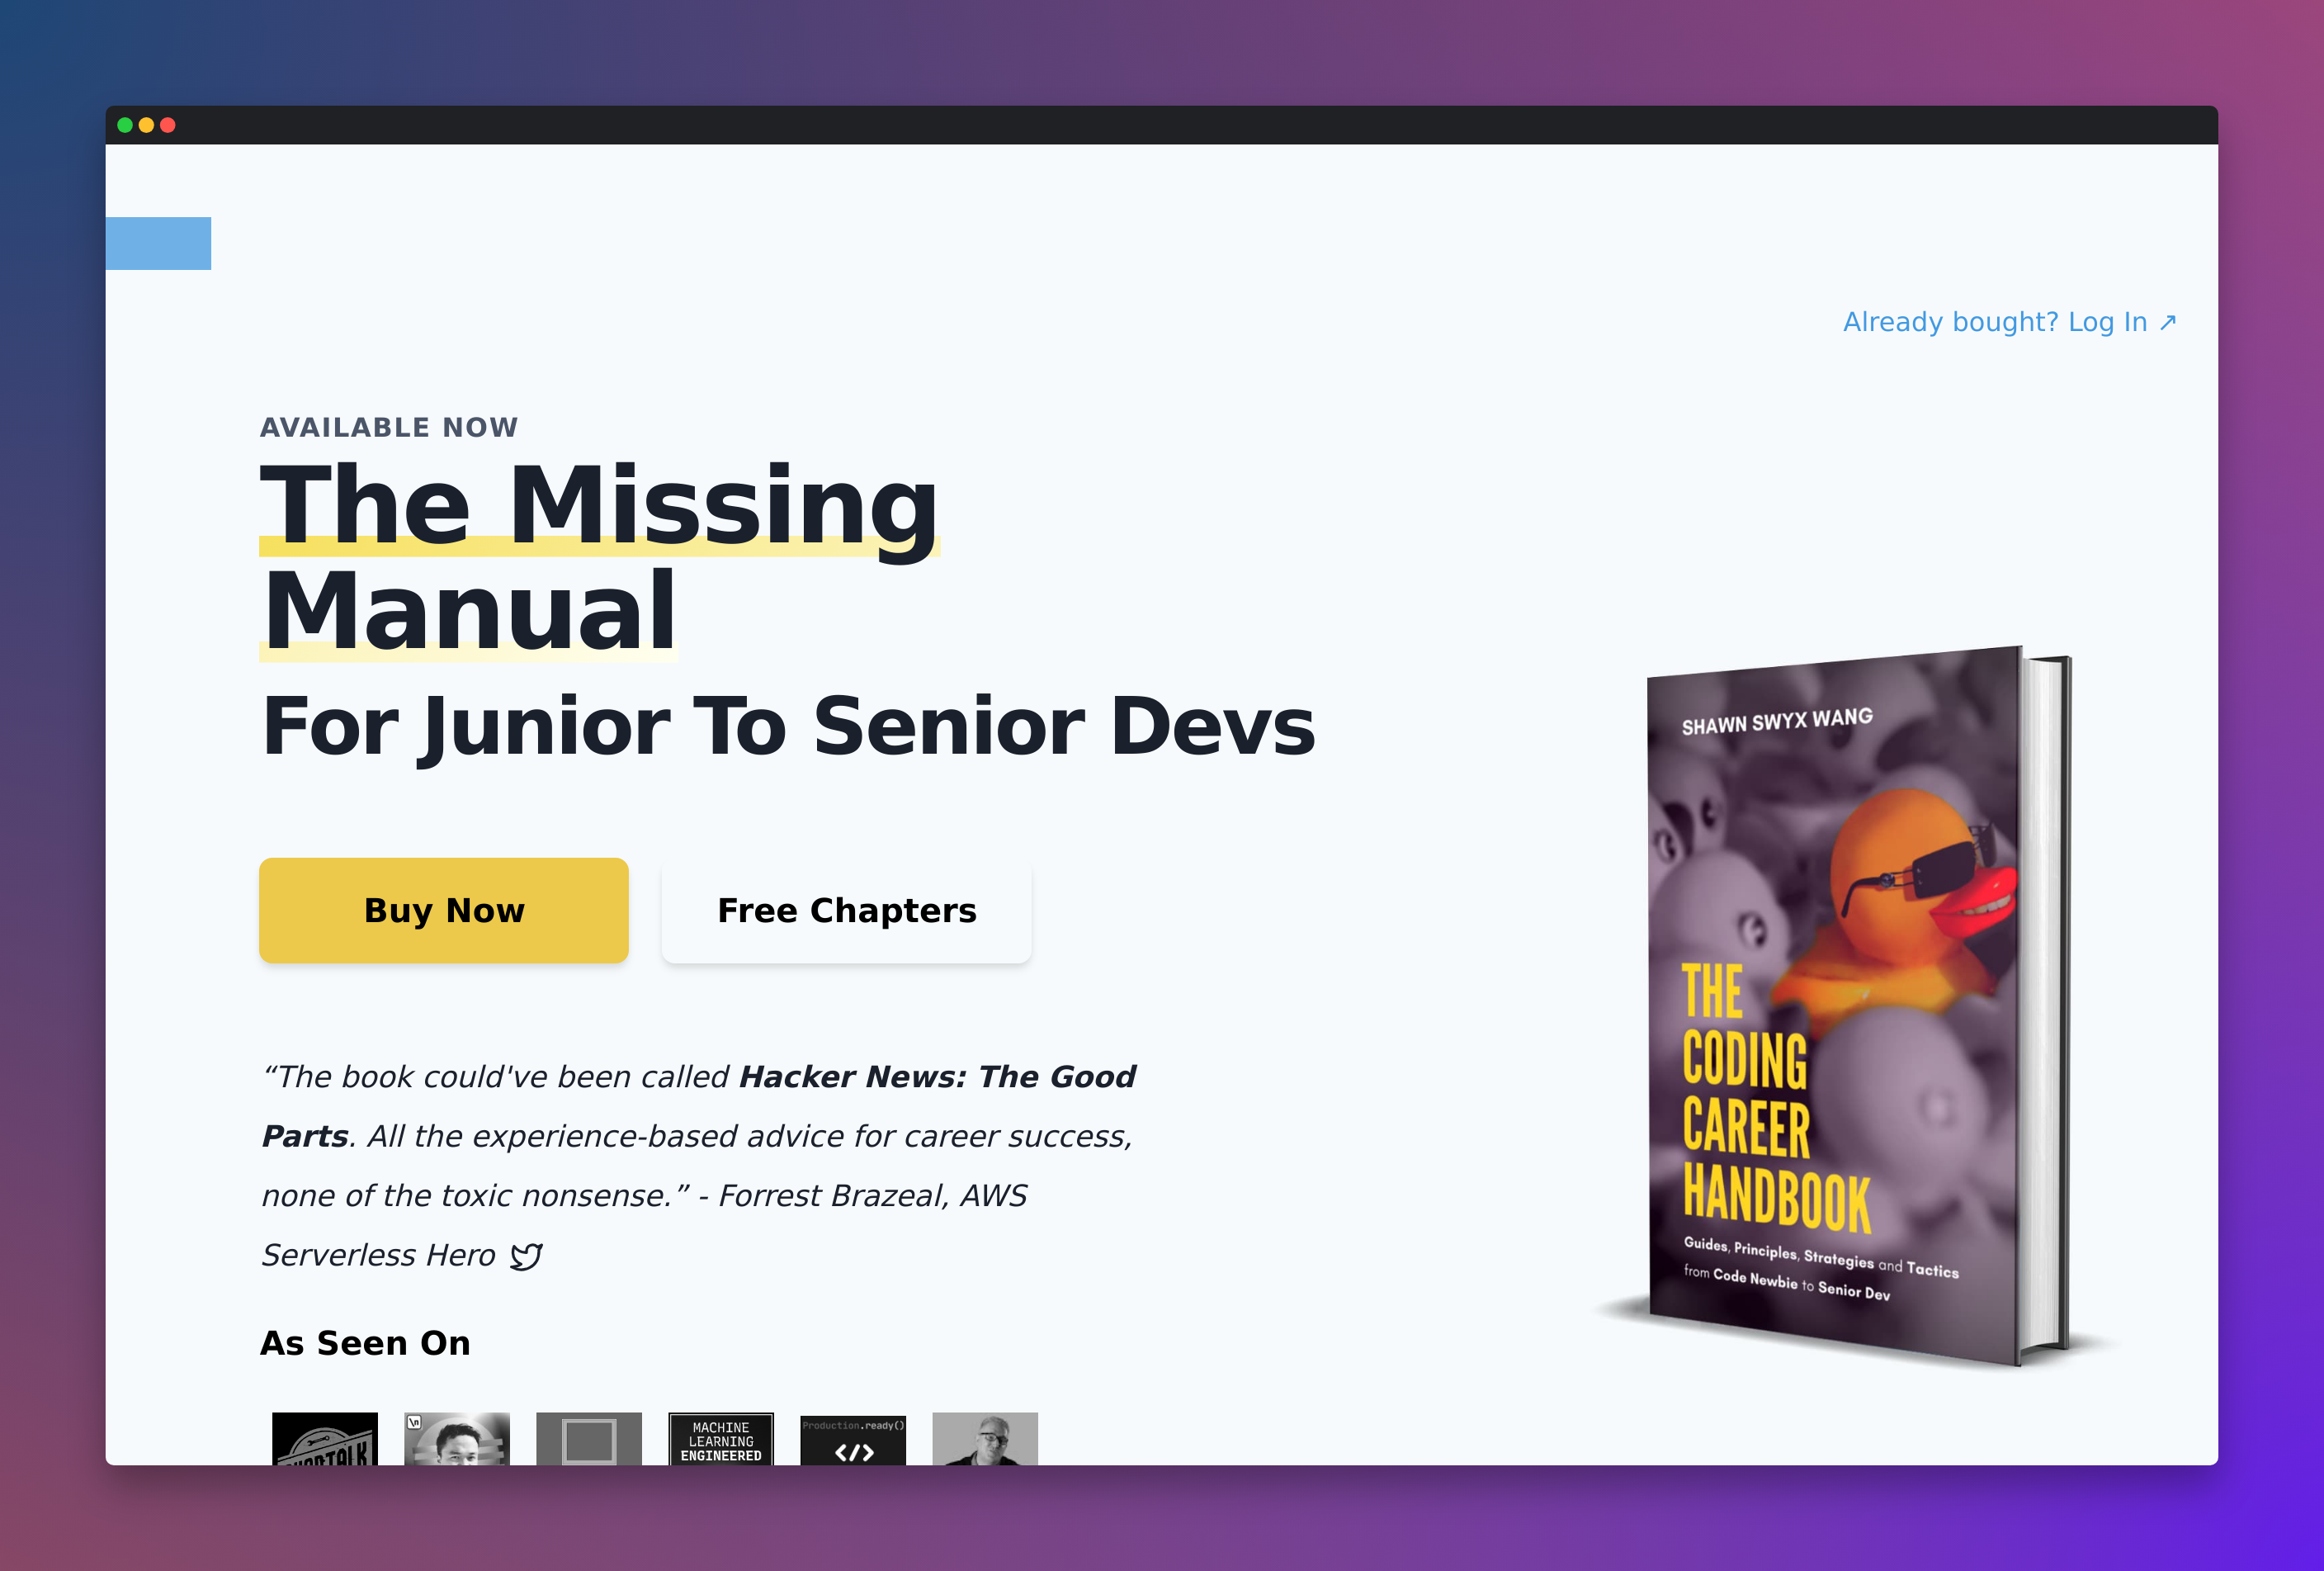 Already bought? Log In ↗
AVAILABLE NOW
The Missing
Manual
For Junior To Senior Devs
Buy Now
Free Chapters
“The book could've been called Hacker News: The Good
Parts. All the experience-based advice for career success,
none of the toxic nonsense.” - Forrest Brazeal, AWS
Serverless Hero
As Seen On
\n
MACHINE
LEARNING
ENGINEERED
Production.ready()
</>
SHAWN SWYX WANG
THE
CODING
CAREER
HANDBOOK
Guides, Principles, Strategies and Tactics
from Code Newbie to Senior Dev